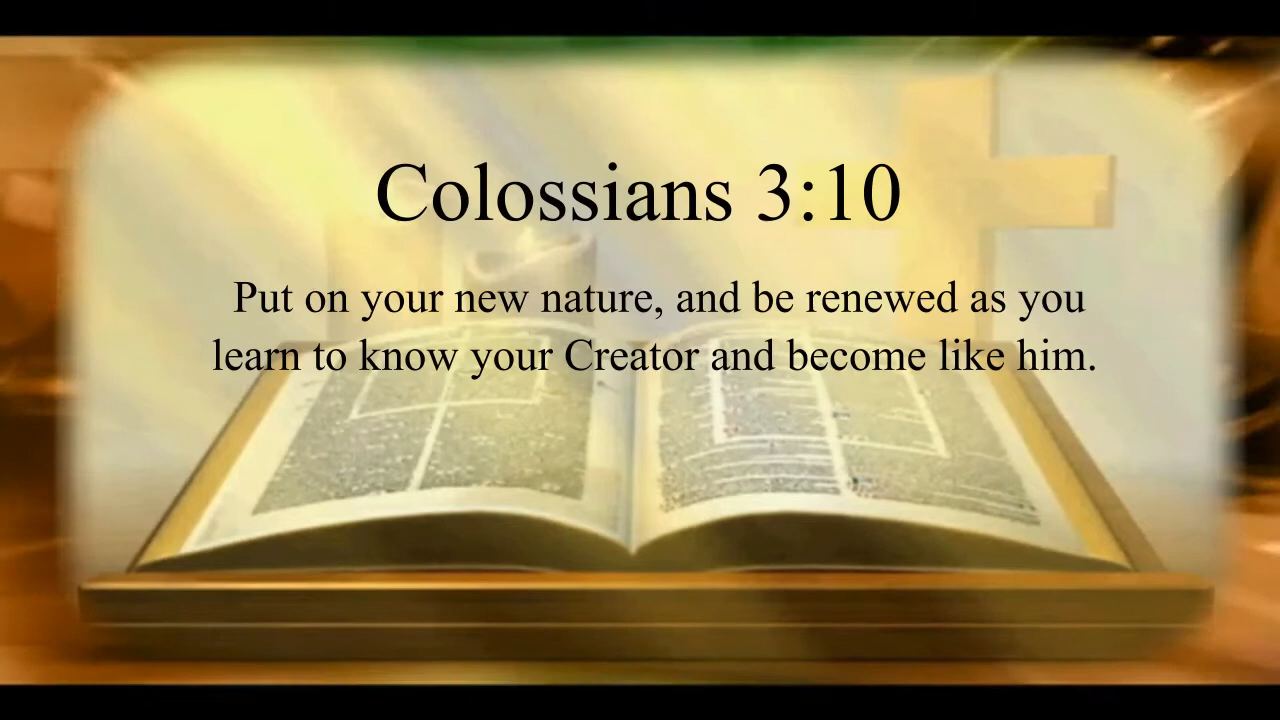 Colossians 3:10
Put on your new nature, and be renewed as you
learn to know your Creator and become like him.